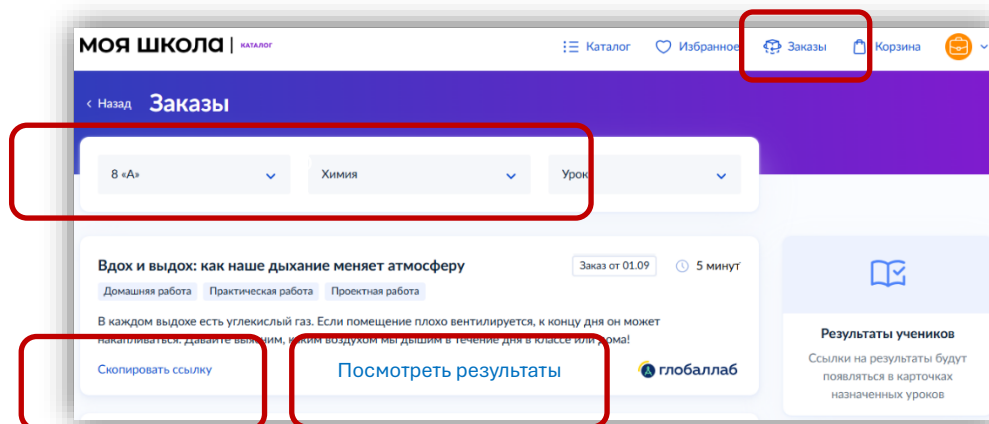 МОЯ ШКОЛА | КАТАЛОГ
Каталог Избранное Заказы Корзина
< Назад Заказы
8 «А» Химия Урок
Вдох и выдох: как наше дыхание меняет атмосферу
Заказ от 01.09 5 минут
Домашняя работа Практическая работа Проектная работа
В каждом выдохе есть углекислый газ. Если помещение плохо вентилируется, к концу дня он может
накапливаться. Давайте выясним, каким воздухом мы дышим в течение дня в классе или дома!
Скопировать ссылку Посмотреть результаты глобаллаб
Результаты учеников
Ссылки на результаты будут
появляться в карточках
назначенных уроков